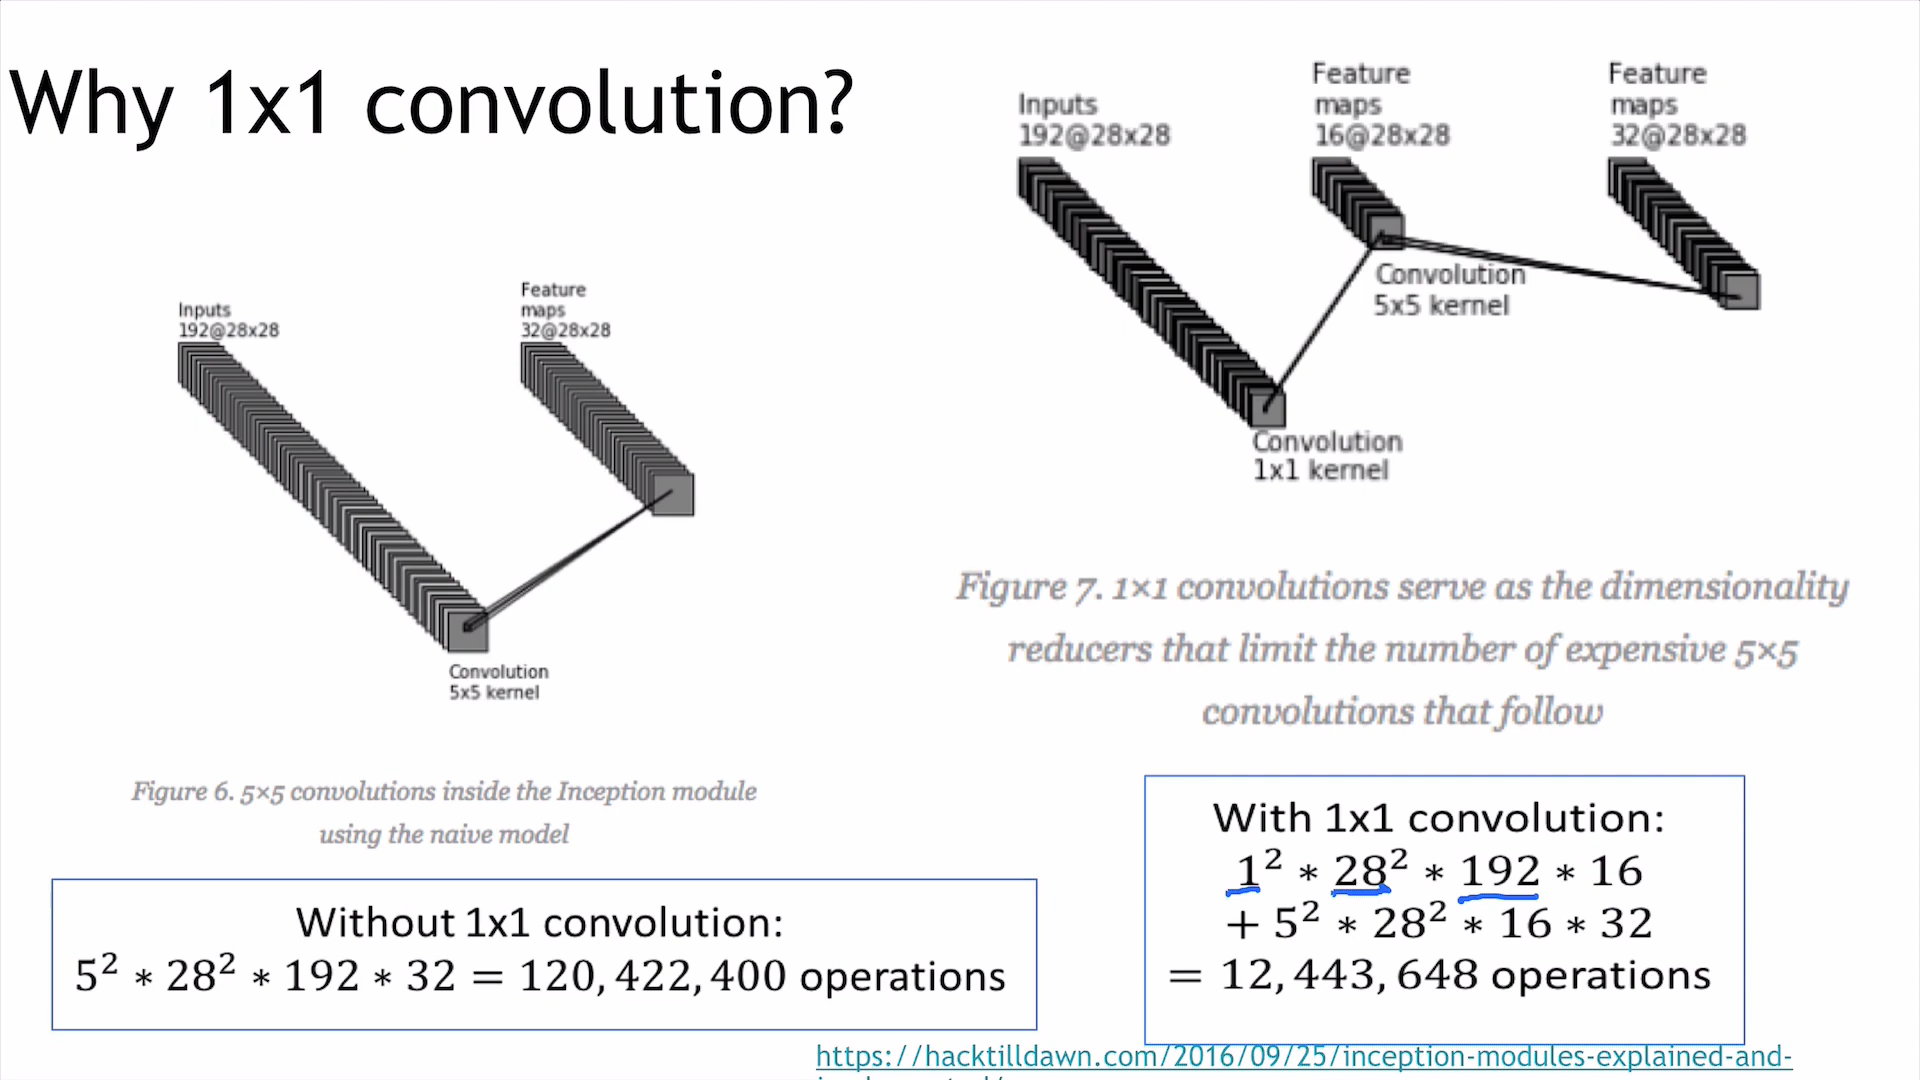 Why 1x1 convolution?
Inputs
192@28x28
Feature
maps
32@28x28
Convolution
5x5 kernel
Figure 6. 5×5 convolutions inside the Inception module
using the naive model
Without 1x1 convolution:
5² * 28² * 192 * 32 = 120, 422, 400 operations
Inputs
192@28x28
Feature
maps
16@28x28
Feature
maps
32@28x28
Convolution
5x5 kernel
Convolution
1x1 kernel
Figure 7. 1×1 convolutions serve as the dimensionality
reducers that limit the number of expensive 5×5
convolutions that follow
With 1x1 convolution:
1² * 28² * 192 * 16
+ 5² * 28² * 16 * 32
= 12, 443, 648 operations
https://hacktilldawn.com/2016/09/25/inception-modules-explained-and-